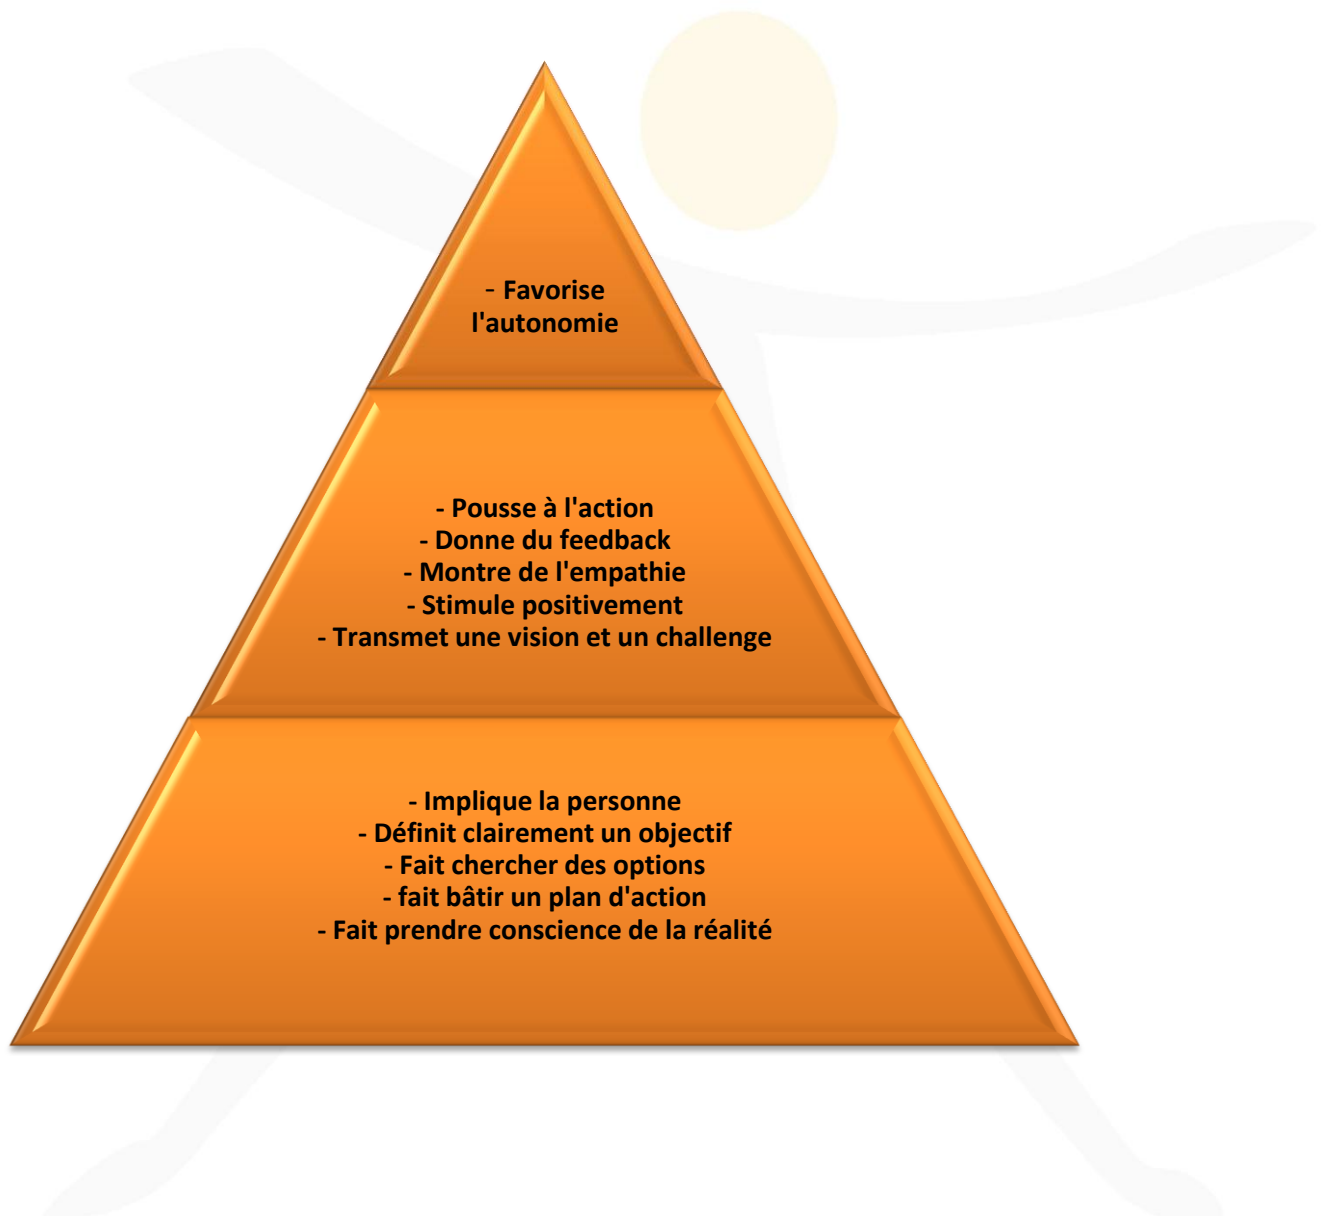 - Favorise
l'autonomie
- Pousse à l'action
- Donne du feedback
- Montre de l'empathie
- Stimule positivement
- Transmet une vision et un challenge
- Implique la personne
- Définit clairement un objectif
- Fait chercher des options
- fait bâtir un plan d'action
- Fait prendre conscience de la réalité